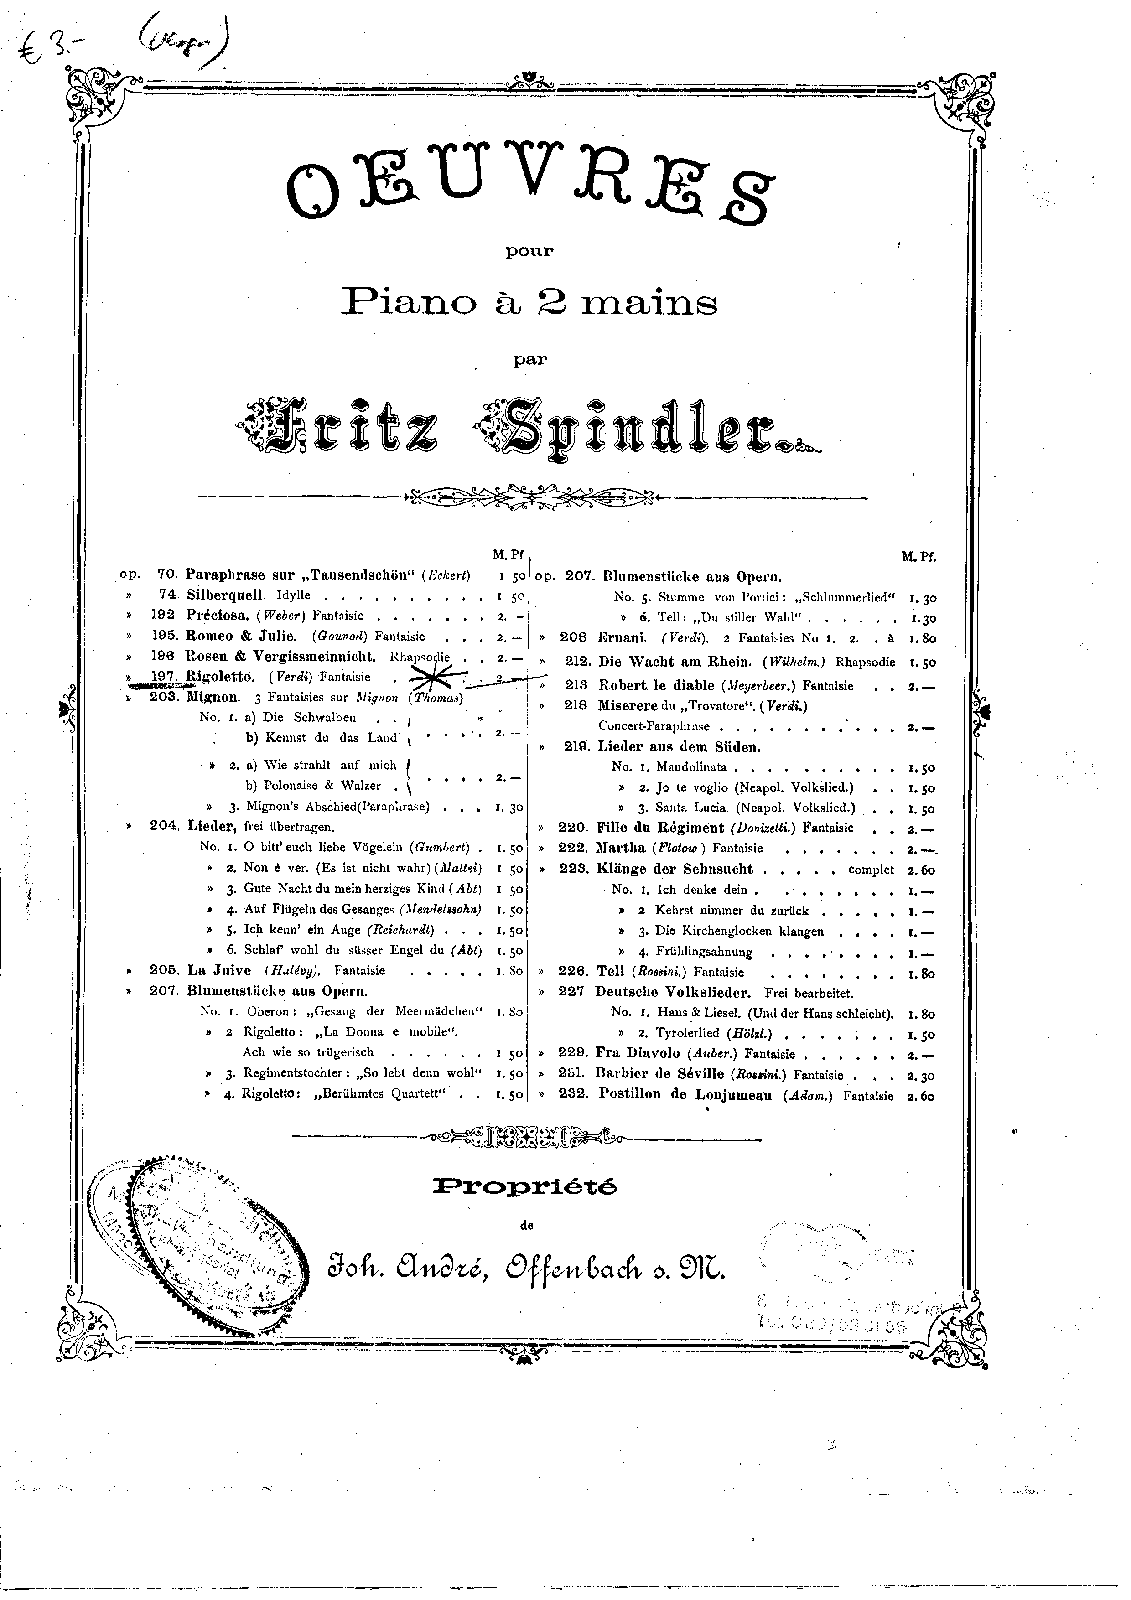 € 3.-
OEUVRES
pour
Piano à 2 mains
par
Fritz Spindler.
M. Pf.
op. 70. Paraphrase sur „Tausendschön“ (Eckert) 1 50
» 74. Silberquell. Idylle . . . . . . . . . . 1 50
» 192 Préciosa. (Weber) Fantaisie . . . . . . . 2. —
» 195. Romeo & Julie. (Gounod) Fantaisie . . . 2. —
» 196 Rosen & Vergissmeinnicht. Rhapsodie . . 2. —
» 197. Rigoletto. (Verdi) Fantaisie . . . . 2. —
» 203. Mignon. 3 Fantaisies sur Mignon (Thomas)
No. 1. a) Die Schwalben . . .
b) Kennst du das Land . . . . 2. —
» 2. a) Wie strahlt auf mich
b) Polonaise & Walzer . . . . . 2. —
» 3. Mignon's Abschied(Paraphrase) . . . 1. 30
» 204. Lieder, frei übertragen.
No. 1. O bitt' euch liebe Vögelein (Gumbert) . 1. 50
» 2. Non è ver. (Es ist nicht wahr) (Mattei) 1 50
» 3. Gute Nacht du mein herziges Kind (Abt) 1 50
» 4. Auf Flügeln des Gesanges (Mendelssohn) 1. 50
» 5. Ich kenn' ein Auge (Reichardt) . . . 1. 50
» 6. Schlaf' wohl du süsser Engel du (Abt) 1. 50
» 205. La Juive (Halévy). Fantaisie . . . . . 1. 80
» 207. Blumenstücke aus Opern.
No. 1. Oberon: „Gesang der Meermädchen“ 1. 80
» 2 Rigoletto: „La Donna e mobile“.
Ach wie so trügerisch . . . . . . 1 50
» 3. Regimentstochter: „So lebt denn wohl“ 1. 50
» 4. Rigoletto: „Berühmtes Quartett“ . . 1. 50
M. Pf.
op. 207. Blumenstücke aus Opern.
No. 5. Stumme von Portici: „Schlummerlied“ 1. 30
» 6. Tell: „Du stiller Wald“ . . . . . . 1. 30
» 208 Ernani. (Verdi). 2 Fantaisies No 1. 2. . à 1. 80
» 212. Die Wacht am Rhein. (Wilhelm.) Rhapsodie 1. 50
» 213 Robert le diable (Meyerbeer.) Fantaisie . . 2. —
» 218 Miserere du „Trovatore“. (Verdi.)
Concert-Paraphrase . . . . . . . . . . . 2. —
» 219. Lieder aus dem Süden.
No. 1. Mandolinata . . . . . . . . . . 1. 50
» 2. Jo te voglio (Neapol. Volkslied.) . . 1. 50
» 3. Santa Lucia. (Neapol. Volkslied.) . . 1. 50
» 220. Fille du Régiment (Donizetti.) Fantaisie . . 2. —
» 222. Martha (Flotow) Fantaisie . . . . . . . 2. —
» 223. Klänge der Sehnsucht . . . . . complet 2. 60
No. 1. Ich denke dein . . . . . . . . . 1. —
» 2 Kehrst nimmer du zurück . . . . . 1. —
» 3. Die Kirchenglocken klangen . . . . 1. —
» 4. Frühlingsahnung . . . . . . . . 1. —
» 226. Tell (Rossini.) Fantaisie . . . . . . . . 1. 80
» 227 Deutsche Volkslieder. Frei bearbeitet.
No. 1. Hans & Liesel. (Und der Hans schleicht). 1. 80
» 2. Tyrolerlied (Hölzl.) . . . . . . . 1. 50
» 229. Fra Diavolo (Auber.) Fantaisie . . . . . . 2. —
» 231. Barbier de Séville (Rossini.) Fantaisie . . . 2. 30
» 232. Postillon de Lonjumeau (Adam.) Fantaisie 2. 60
Propriété
de
Joh. André, Offenbach o. M.